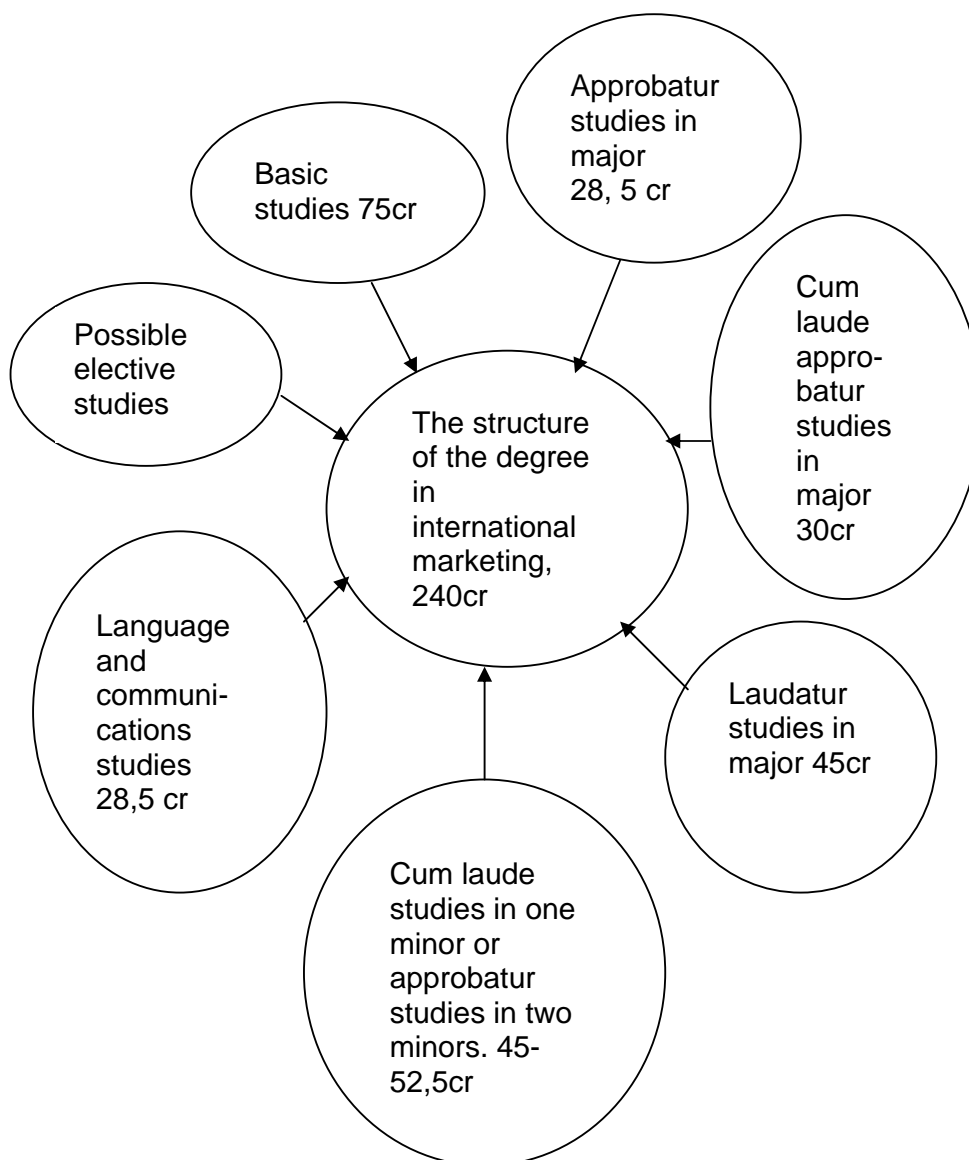 Approbatur
studies in
major
28, 5 cr
Basic
studies 75cr
Cum
laude
appro-
batur
studies
in
major
30cr
Possible
elective
studies
The structure
of the degree
in
international
marketing,
240cr
Language
and
communi-
cations
studies
28,5 cr
Laudatur
studies in
major 45cr
Cum laude
studies in one
minor or
approbatur
studies in two
minors. 45-
52,5cr